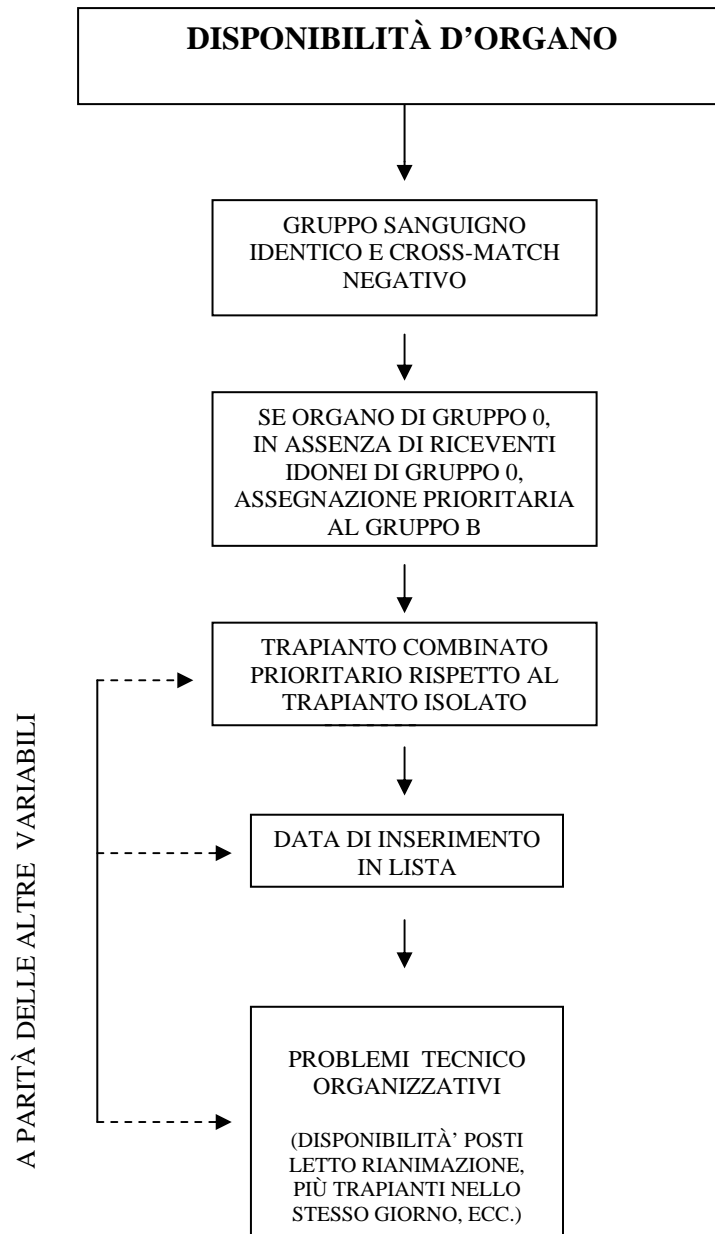 DISPONIBILITÀ D'ORGANO
GRUPPO SANGUIGNO
IDENTICO E CROSS-MATCH
NEGATIVO
SE ORGANO DI GRUPPO 0,
IN ASSENZA DI RICEVENTI
IDONEI DI GRUPPO 0,
ASSEGNAZIONE PRIORITARIA
AL GRUPPO B
TRAPIANTO COMBINATO
PRIORITARIO RISPETTO AL
TRAPIANTO ISOLATO
A PARITÀ DELLE ALTRE VARIABILI
DATA DI INSERIMENTO
IN LISTA
PROBLEMI TECNICO
ORGANIZZATIVI
(DISPONIBILITÀ' POSTI
LETTO RIANIMAZIONE,
PIÙ TRAPIANTI NELLO
STESSO GIORNO, ECC.)